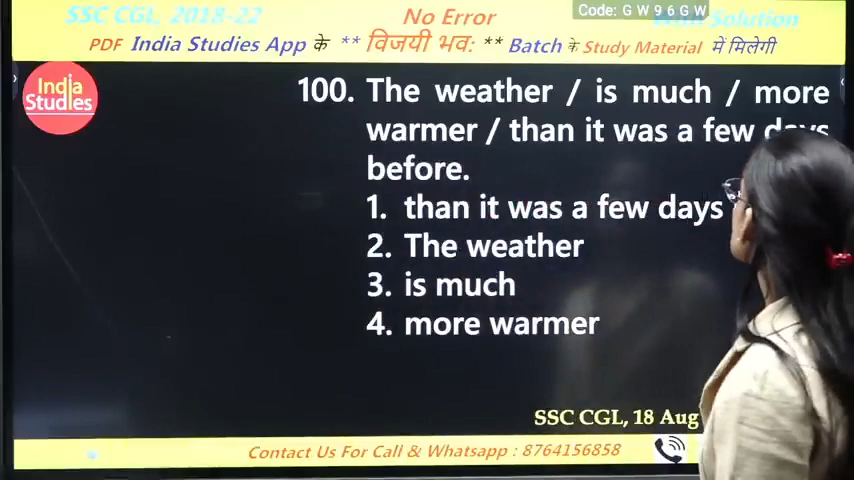 SSC CGL, 2018-22
No Error
Code: G W 9 6 G W
Solution
PDF India Studies App के ** विजयी भव: ** Batch के Study Material में मिलेगी
India
Studies
100. The weather / is much / more
warmer / than it was a few days
before.
1. than it was a few days
2. The weather
3. is much
4. more warmer
SSC CGL, 18 Aug
Contact Us For Call & Whatsapp : 8764156858